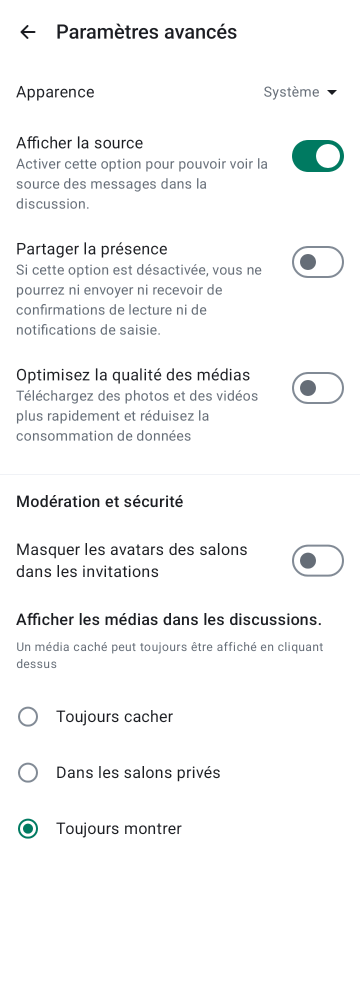 Paramètres avancés
Apparence
Système
Afficher la source
Activer cette option pour pouvoir voir la
source des messages dans la
discussion.
Partager la présence
Si cette option est désactivée, vous ne
pourrez ni envoyer ni recevoir de
confirmations de lecture ni de
notifications de saisie.
Optimisez la qualité des médias
Téléchargez des photos et des vidéos
plus rapidement et réduisez la
consommation de données
Modération et sécurité
Masquer les avatars des salons
dans les invitations
Afficher les médias dans les discussions.
Un média caché peut toujours être affiché en cliquant
dessus
Toujours cacher
Dans les salons privés
Toujours montrer